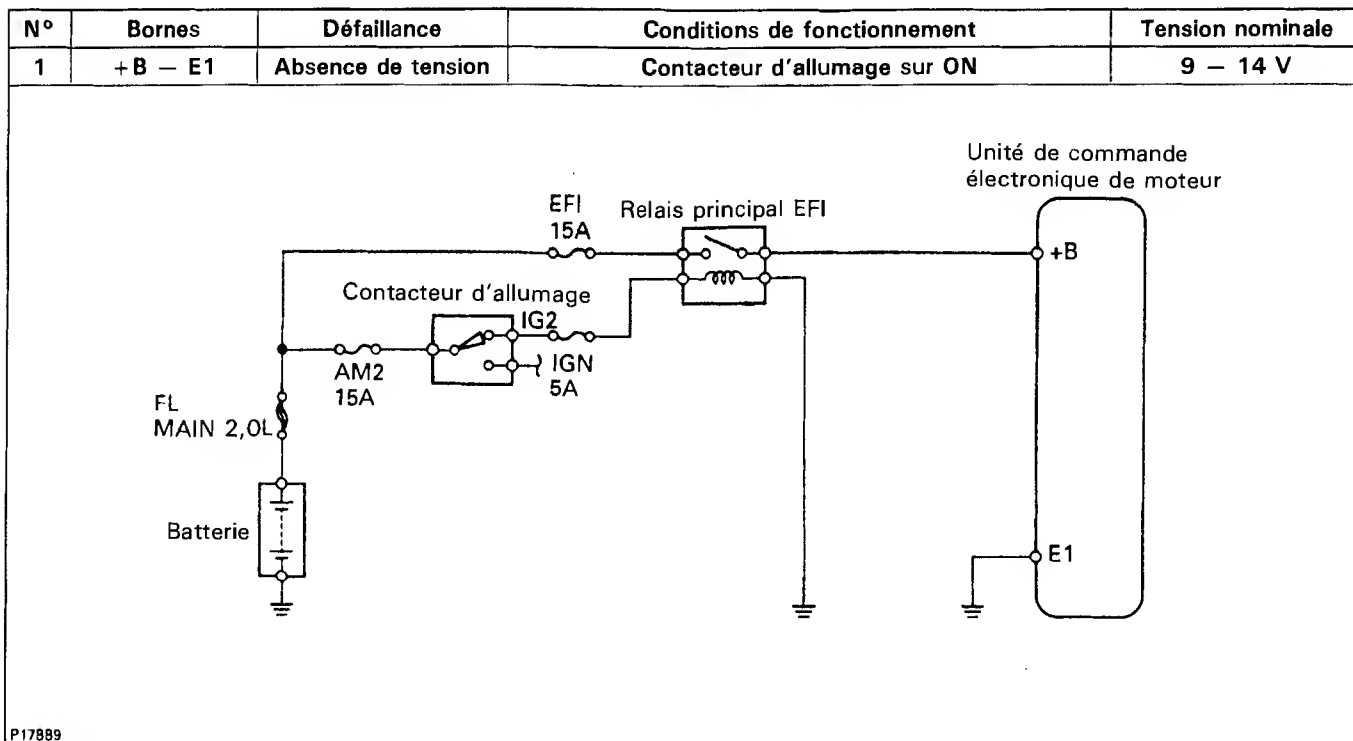 N° Bornes Défaillance Conditions de fonctionnement Tension nominale
1 +B — E1 Absence de tension Contacteur d'allumage sur ON 9 — 14 V
Unité de commande
électronique de moteur
EFI
15A
Relais principal EFI
+B
Contacteur d'allumage
IG2
IGN
5A
AM2
15A
FL
MAIN 2,0L
Batterie
E1
P17889